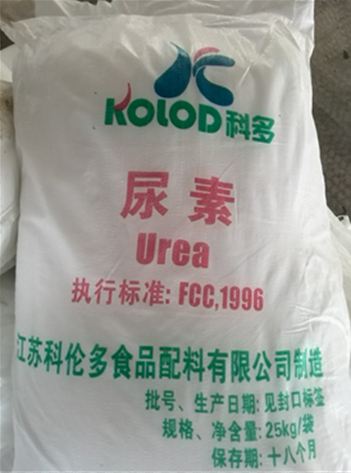 KOLOD科多
尿素
Urea
执行标准: FCC,1996
江苏科伦多食品配料有限公司制造
批号、生产日期: 见封口标签
规格、净含量: 25kg/袋
保存期: 十八个月